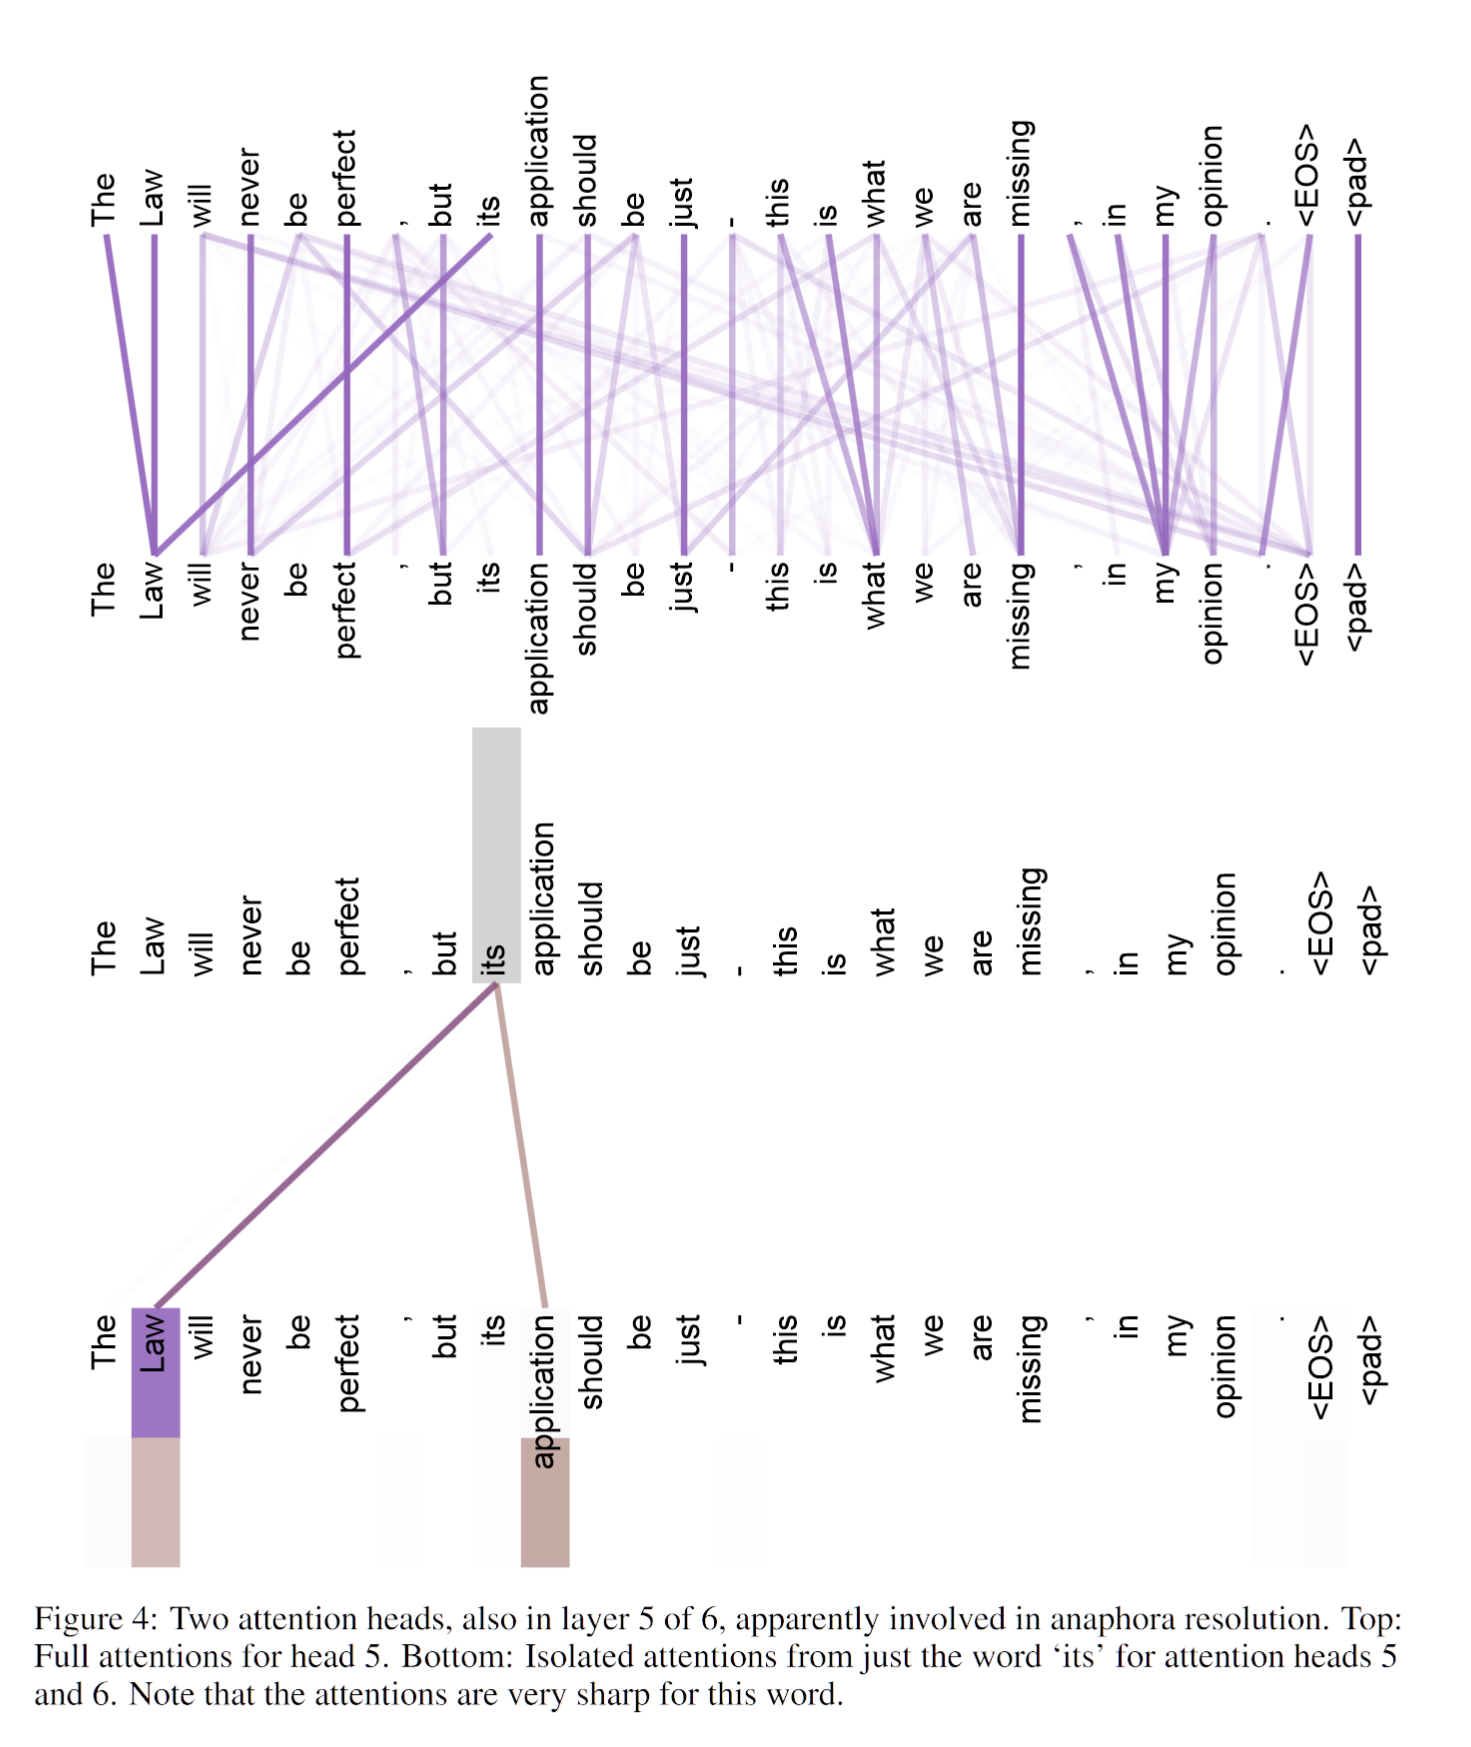 The Law will never be perfect , but its application should be just - this is what we are missing , in my opinion . <EOS> <pad>
The Law will never be perfect , but its application should be just - this is what we are missing , in my opinion . <EOS> <pad>
The Law will never be perfect , but its application should be just - this is what we are missing , in my opinion . <EOS> <pad>
The Law will never be perfect , but its application should be just - this is what we are missing , in my opinion . <EOS> <pad>
Figure 4: Two attention heads, also in layer 5 of 6, apparently involved in anaphora resolution. Top:
Full attentions for head 5. Bottom: Isolated attentions from just the word ‘its’ for attention heads 5
and 6. Note that the attentions are very sharp for this word.